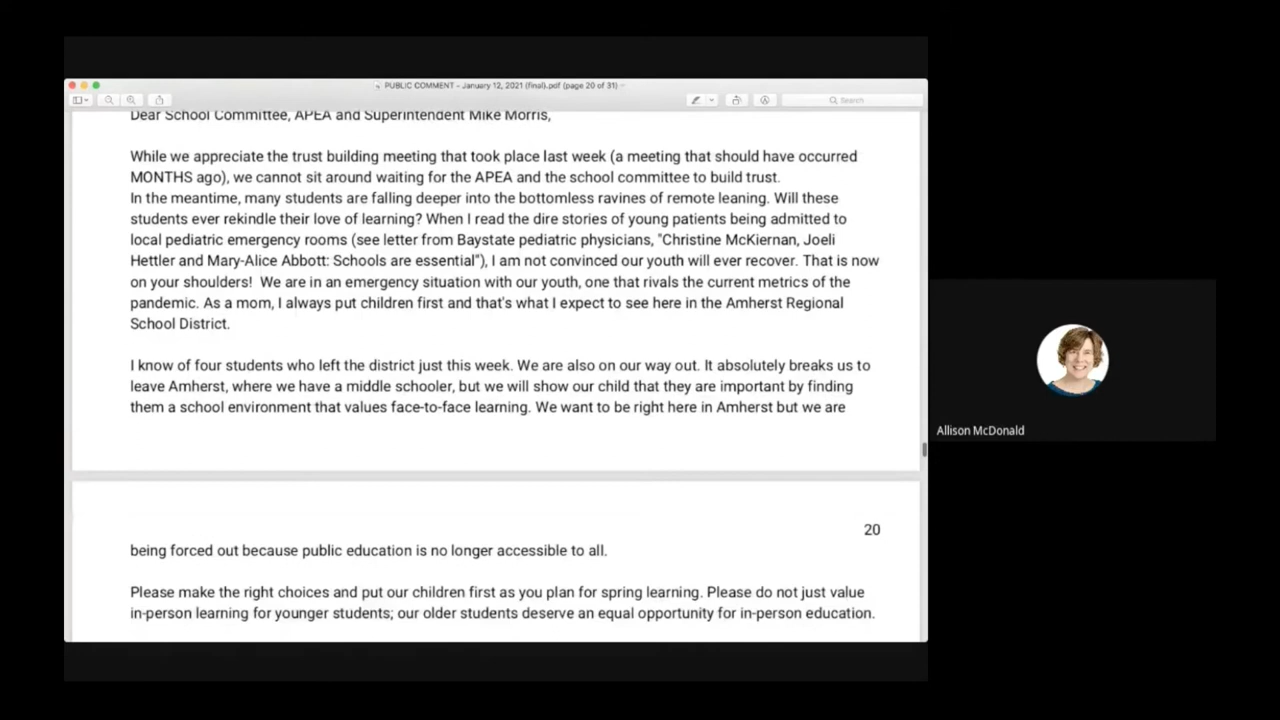 PUBLIC COMMENT - January 12, 2021 (final).pdf (page 20 of 31)
Search
Dear School Committee, APEA and Superintendent Mike Morris,
While we appreciate the trust building meeting that took place last week (a meeting that should have occurred
MONTHS ago), we cannot sit around waiting for the APEA and the school committee to build trust.
In the meantime, many students are falling deeper into the bottomless ravines of remote leaning. Will these
students ever rekindle their love of learning? When I read the dire stories of young patients being admitted to
local pediatric emergency rooms (see letter from Baystate pediatric physicians, "Christine McKiernan, Joeli
Hettler and Mary-Alice Abbott: Schools are essential"), I am not convinced our youth will ever recover. That is now
on your shoulders!  We are in an emergency situation with our youth, one that rivals the current metrics of the
pandemic. As a mom, I always put children first and that's what I expect to see here in the Amherst Regional
School District.
I know of four students who left the district just this week. We are also on our way out. It absolutely breaks us to
leave Amherst, where we have a middle schooler, but we will show our child that they are important by finding
them a school environment that values face-to-face learning. We want to be right here in Amherst but we are
20
being forced out because public education is no longer accessible to all.
Please make the right choices and put our children first as you plan for spring learning. Please do not just value
in-person learning for younger students; our older students deserve an equal opportunity for in-person education.
Allison McDonald